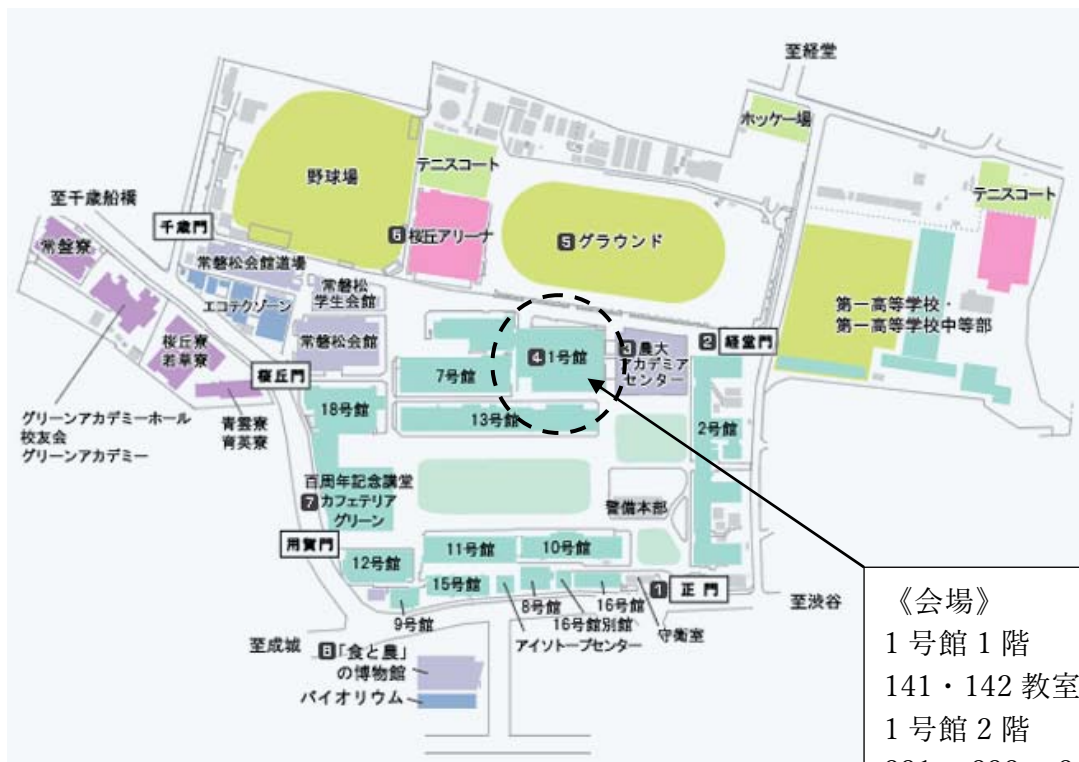 至経堂
ホッケー場
テニスコート
野球場
テニスコート
至千歳船橋
千歳門
6 桜丘アリーナ
5 グラウンド
常盤寮
常磐松会館道場
常磐松
学生会館
エコテクゾーン
第一高等学校・
第一高等学校中等部
桜丘寮
若草寮
常磐松会館
4 1号館
3 農大
アカデミア
センター
2 経堂門
桜丘門
7号館
グリーンアカデミーホール
校友会
グリーンアカデミー
青雲寮
育英寮
18号館
13号館
2号館
百周年記念講堂
7 カフェテリア
グリーン
警備本部
用賀門
12号館
11号館
10号館
15号館
1 正門
9号館
8号館
16号館
16号館別館
アイソトープセンター
守衛室
至渋谷
至成城
8 「食と農」
の博物館
バイオリウム
《会場》
1 号館 1 階
141・142 教室
1 号館 2 階